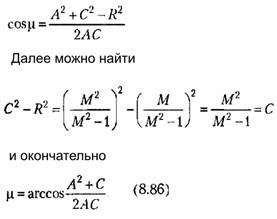 cosμ = (A² + C² − R²) / 2AC
Далее можно найти
C² − R² = (M² / (M² − 1))² − (M / (M² − 1))² = M² / (M² − 1) = C
и окончательно
μ = arccos (A² + C) / 2AC (8.86)